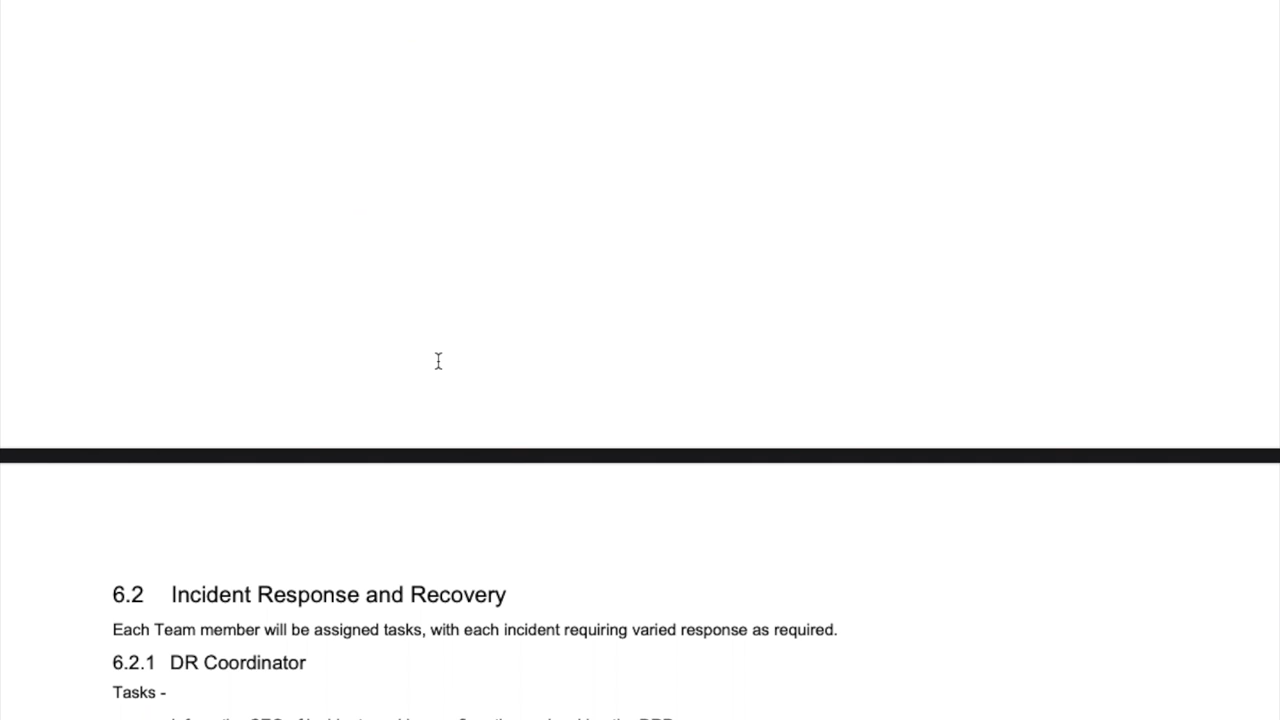 6.2 Incident Response and Recovery
Each Team member will be assigned tasks, with each incident requiring varied response as required.
6.2.1 DR Coordinator
Tasks -